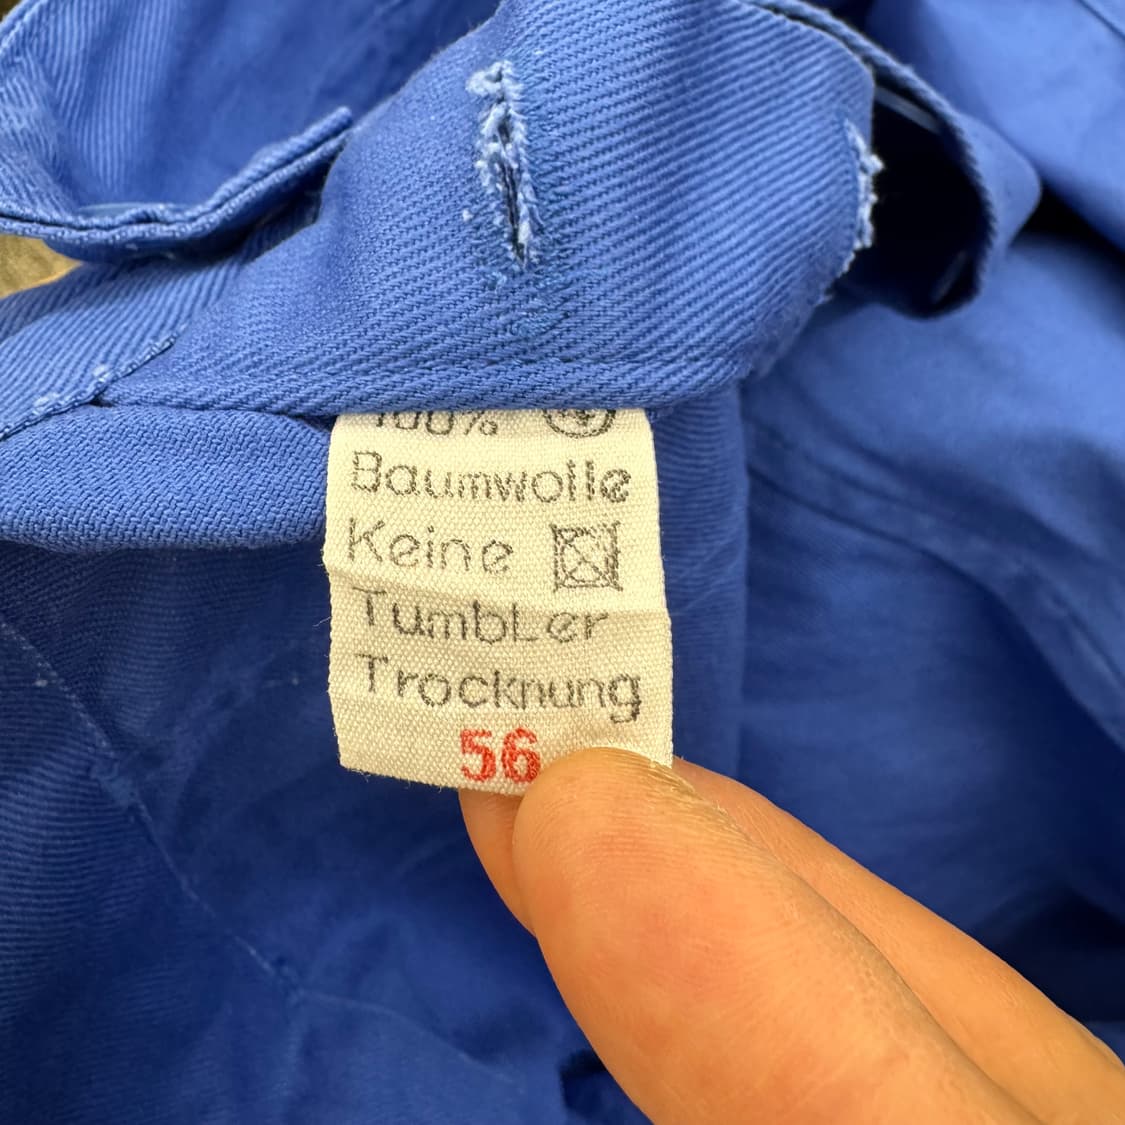 100%
Baumwolle
Keine
Tumbler
Trocknung
56